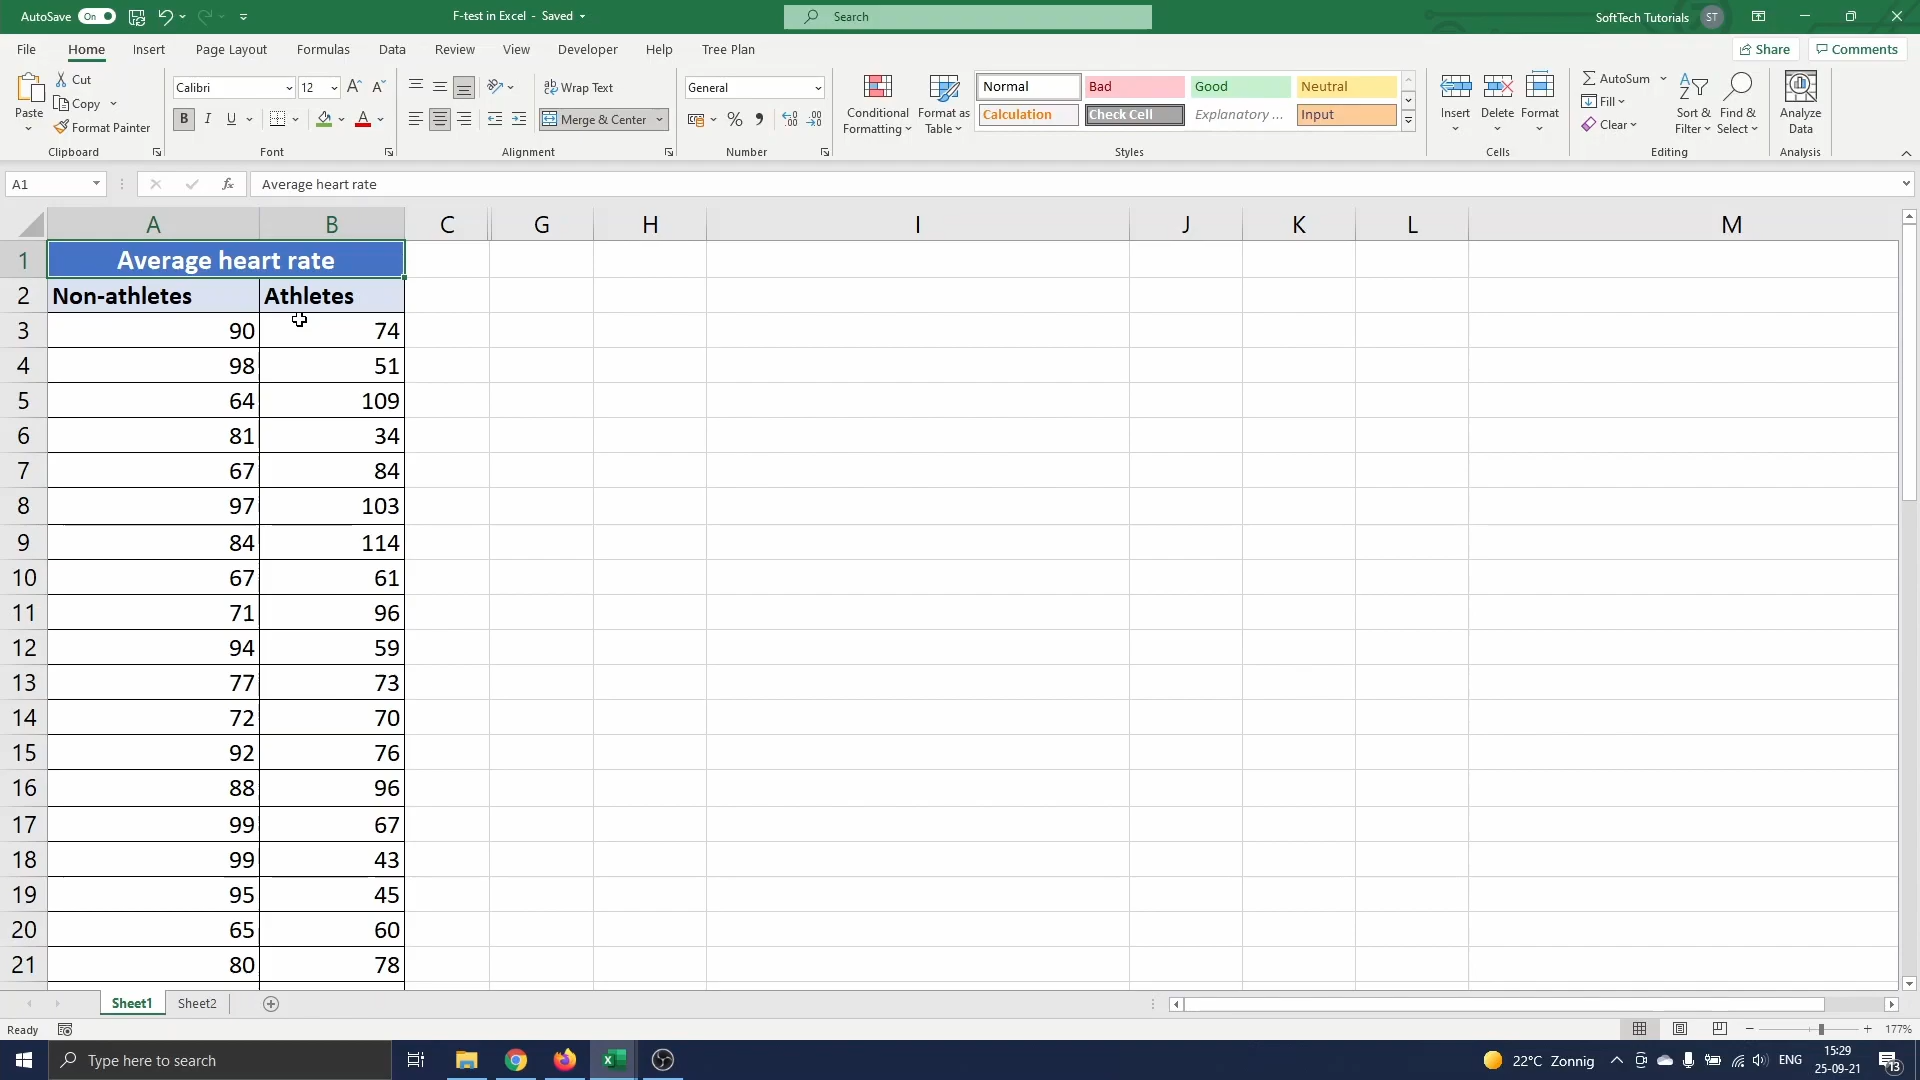 AutoSave On F-test in Excel - Saved Search SoftTech Tutorials ST
File Home Insert Page Layout Formulas Data Review View Developer Help Tree Plan Share Comments
Paste Cut Copy Format Painter Clipboard
Calibri 12 B I U A Font
Wrap Text Merge & Center Alignment
General % Number
Conditional Formatting Format as Table
Normal Bad Good Neutral
Calculation Check Cell Explanatory ... Input
Styles
Insert Delete Format Cells
AutoSum Fill Clear Sort & Filter Find & Select Editing
Analyze Data Analysis
A1 fx Average heart rate
A B C G H I J K L M
1 Average heart rate
2 Non-athletes Athletes
3 90 74
4 98 51
5 64 109
6 81 34
7 67 84
8 97 103
9 84 114
10 67 61
11 71 96
12 94 59
13 77 73
14 72 70
15 92 76
16 88 96
17 99 67
18 99 43
19 95 45
20 65 60
21 80 78
Sheet1 Sheet2
Ready 177%
Type here to search 22°C Zonnig ENG 15:29 25-09-21 13